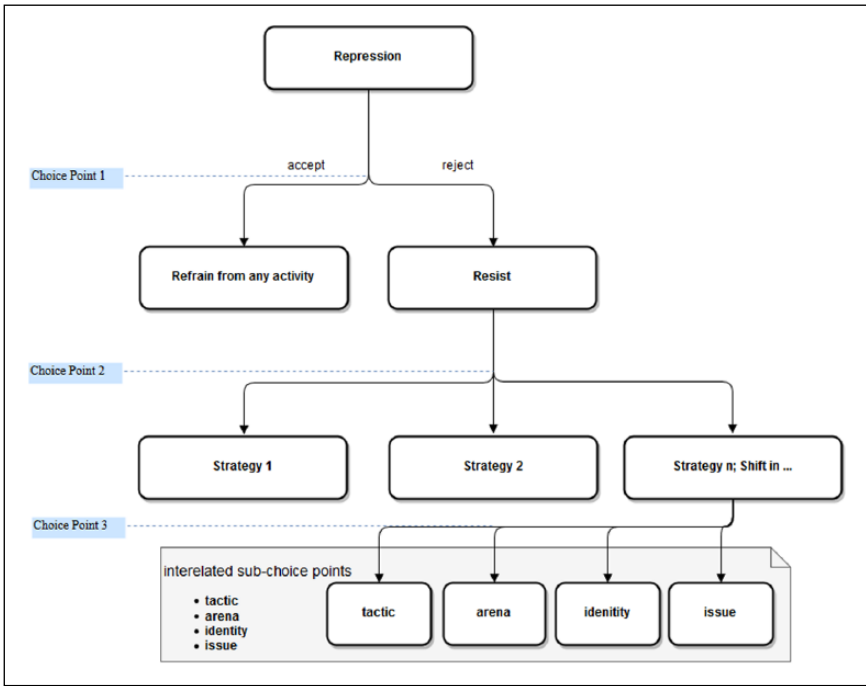 Repression
accept
reject
Choice Point 1
Refrain from any activity
Resist
Choice Point 2
Strategy 1
Strategy 2
Strategy n; Shift in ...
Choice Point 3
interelated sub-choice points
• tactic
• arena
• identity
• issue
tactic
arena
idenitity
issue